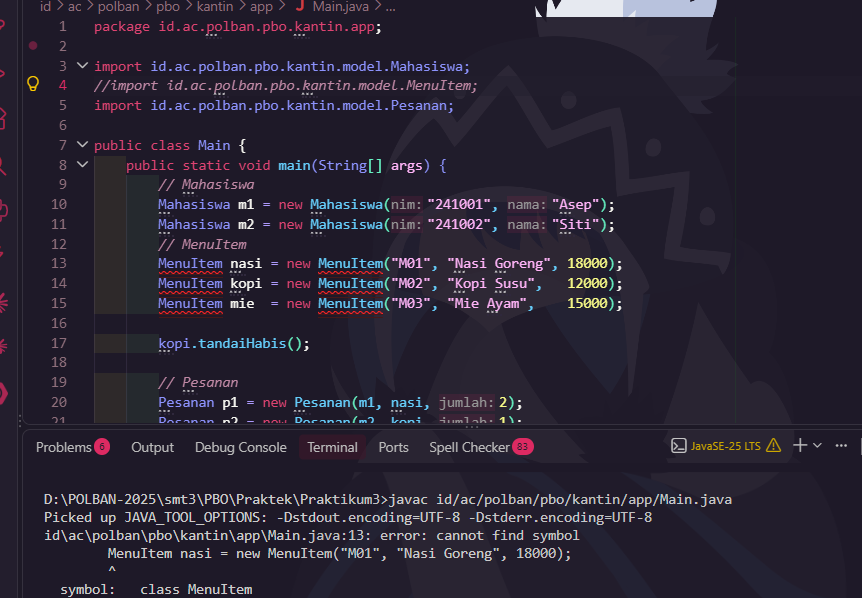 id > ac > polban > pbo > kantin > app > J Main.java > ...
1 package id.ac.polban.pbo.kantin.app;
2
3 import id.ac.polban.pbo.kantin.model.Mahasiswa;
4 //import id.ac.polban.pbo.kantin.model.MenuItem;
5 import id.ac.polban.pbo.kantin.model.Pesanan;
6
7 public class Main {
8 public static void main(String[] args) {
9 // Mahasiswa
10 Mahasiswa m1 = new Mahasiswa(nim: "241001", nama: "Asep");
11 Mahasiswa m2 = new Mahasiswa(nim: "241002", nama: "Siti");
12 // MenuItem
13 MenuItem nasi = new MenuItem("M01", "Nasi Goreng", 18000);
14 MenuItem kopi = new MenuItem("M02", "Kopi Susu", 12000);
15 MenuItem mie = new MenuItem("M03", "Mie Ayam", 15000);
16
17 kopi.tandaiHabis();
18
19 // Pesanan
20 Pesanan p1 = new Pesanan(m1, nasi, jumlah: 2);
21 Pesanan p2 = new Pesanan(m2, kopi, jumlah: 1);
Problems 6 Output Debug Console Terminal Ports Spell Checker 83 JavaSE-25 LTS
D:\POLBAN-2025\smt3\PBO\Praktek\Praktikum3>javac id/ac/polban/pbo/kantin/app/Main.java
Picked up JAVA_TOOL_OPTIONS: -Dstdout.encoding=UTF-8 -Dstderr.encoding=UTF-8
id\ac\polban\pbo\kantin\app\Main.java:13: error: cannot find symbol
MenuItem nasi = new MenuItem("M01", "Nasi Goreng", 18000);
^
symbol: class MenuItem